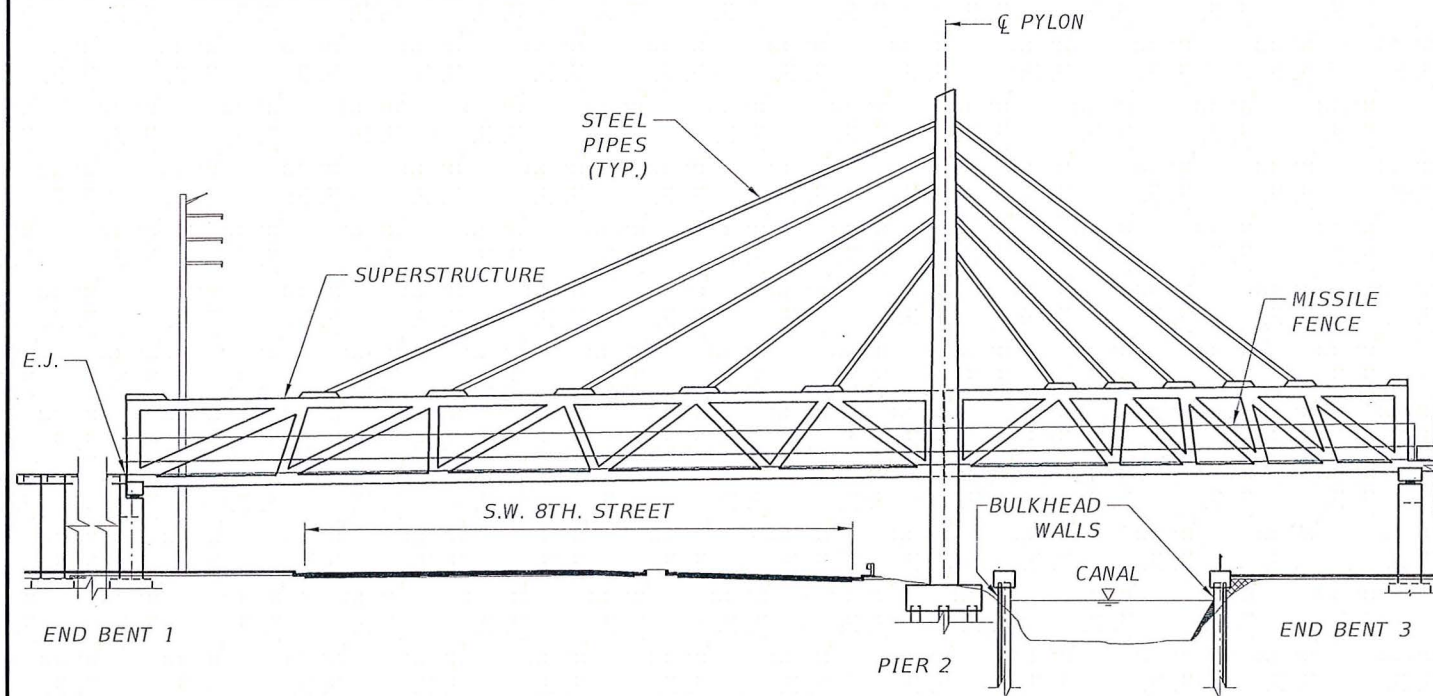 ℄ PYLON
STEEL
PIPES
(TYP.)
SUPERSTRUCTURE
MISSILE
FENCE
E.J.
S.W. 8TH. STREET
BULKHEAD
WALLS
CANAL
END BENT 1
PIER 2
END BENT 3